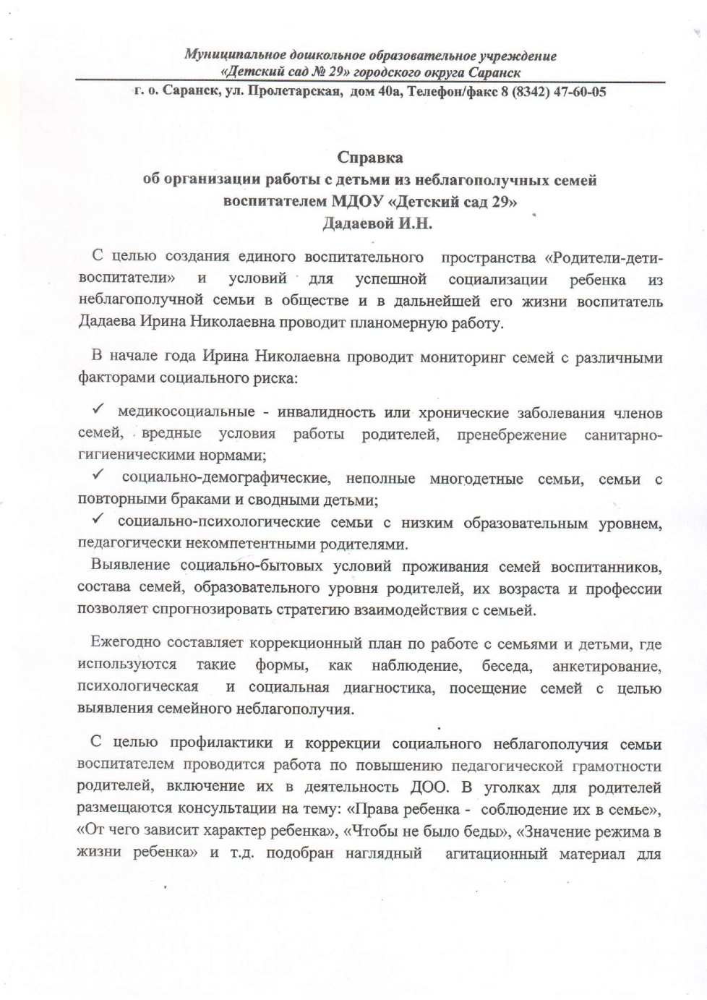 Муниципальное дошкольное образовательное учреждение
«Детский сад № 29» городского округа Саранск
г. о. Саранск, ул. Пролетарская, дом 40а, Телефон/факс 8 (8342) 47-60-05
Справка
об организации работы с детьми из неблагополучных семей
воспитателем МДОУ «Детский сад 29»
Дадаевой И.Н.
С целью создания единого воспитательного пространства «Родители-дети-
воспитатели» и условий для успешной социализации ребенка из
неблагополучной семьи в обществе и в дальнейшей его жизни воспитатель
Дадаева Ирина Николаевна проводит планомерную работу.
В начале года Ирина Николаевна проводит мониторинг семей с различными
факторами социального риска:
✓ медикосоциальные - инвалидность или хронические заболевания членов
семей, вредные условия работы родителей, пренебрежение санитарно-
гигиеническими нормами;
✓ социально-демографические, неполные многодетные семьи, семьи с
повторными браками и сводными детьми;
✓ социально-психологические семьи с низким образовательным уровнем,
педагогически некомпетентными родителями.
Выявление социально-бытовых условий проживания семей воспитанников,
состава семей, образовательного уровня родителей, их возраста и профессии
позволяет спрогнозировать стратегию взаимодействия с семьей.
Ежегодно составляет коррекционный план по работе с семьями и детьми, где
используются такие формы, как наблюдение, беседа, анкетирование,
психологическая и социальная диагностика, посещение семей с целью
выявления семейного неблагополучия.
С целью профилактики и коррекции социального неблагополучия семьи
воспитателем проводится работа по повышению педагогической грамотности
родителей, включение их в деятельность ДОО. В уголках для родителей
размещаются консультации на тему: «Права ребенка - соблюдение их в семье»,
«От чего зависит характер ребенка», «Чтобы не было беды», «Значение режима в
жизни ребенка» и т.д. подобран наглядный агитационный материал для